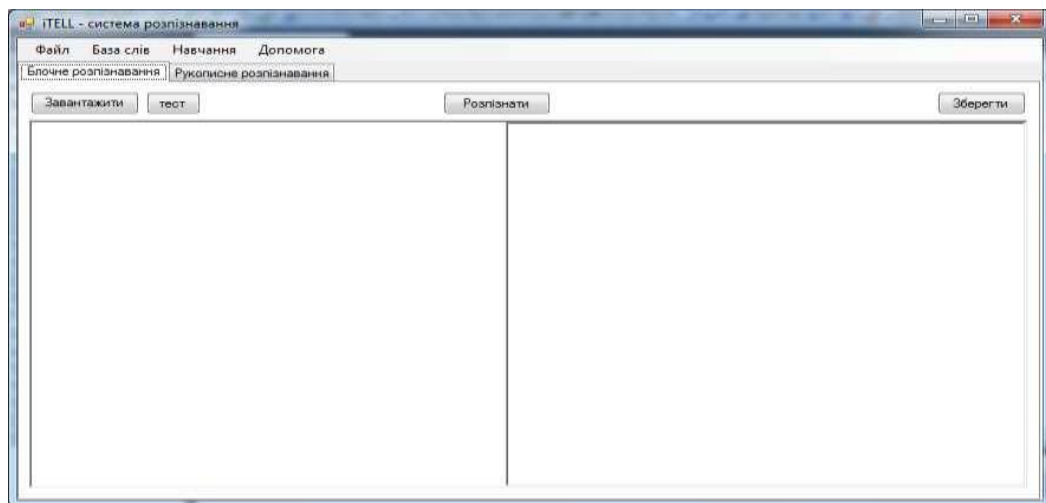 iTELL - система розпізнавання
Файл База слів Навчання Допомога
Блочне розпізнавання Рукописне розпізнавання
Завантажити тест Розпізнати Зберегти